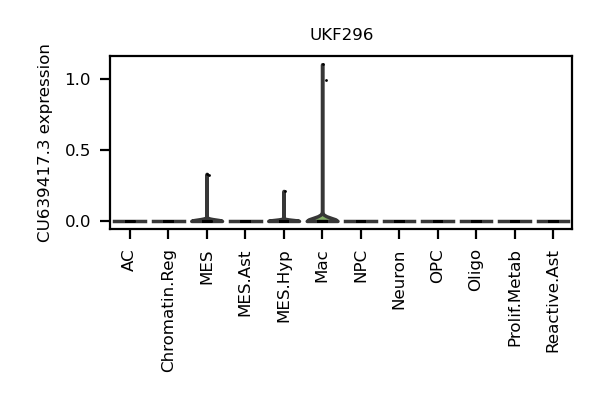 UKF296
CU639417.3 expression
1.0
0.5
0.0
AC
Chromatin.Reg
MES
MES.Ast
MES.Hyp
Mac
NPC
Neuron
OPC
Oligo
Prolif.Metab
Reactive.Ast